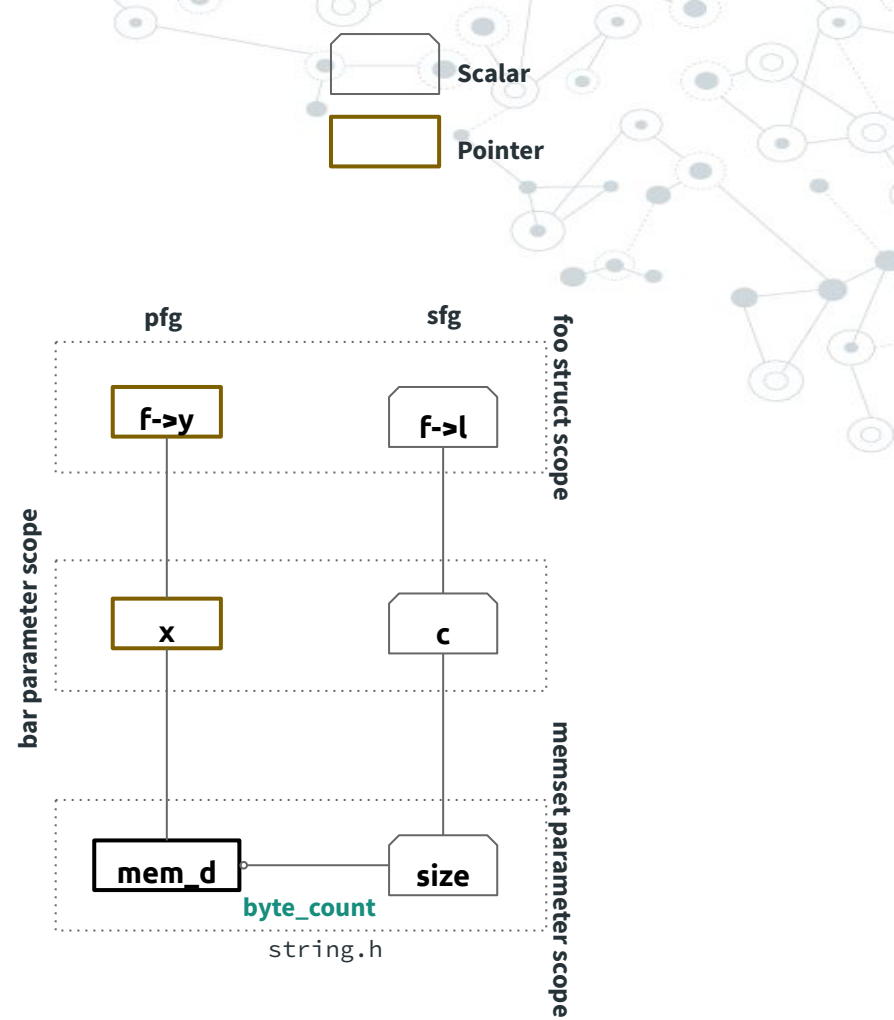 Scalar
Pointer
pfg
sfg
foo struct scope
f->y
f->l
bar parameter scope
x
c
memset parameter scope
mem_d
size
byte_count
string.h